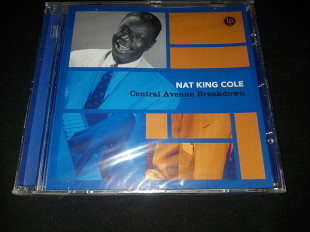 NAT KING COLE
Central Avenue Breakdown